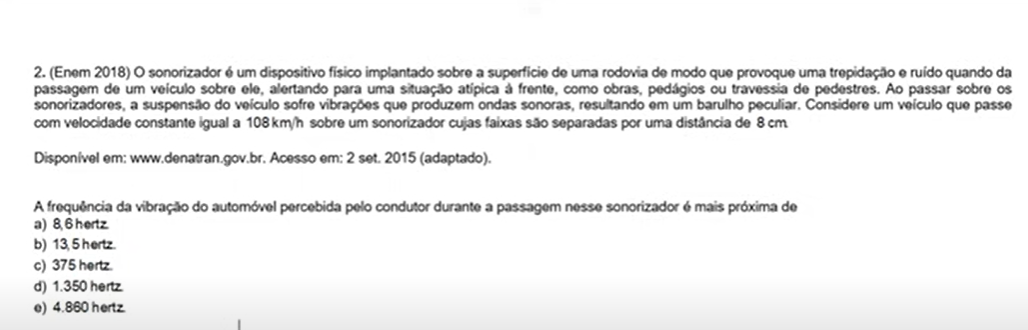 2. (Enem 2018) O sonorizador é um dispositivo físico implantado sobre a superfície de uma rodovia de modo que provoque uma trepidação e ruído quando da
passagem de um veículo sobre ele, alertando para uma situação atípica à frente, como obras, pedágios ou travessia de pedestres. Ao passar sobre os
sonorizadores, a suspensão do veículo sofre vibrações que produzem ondas sonoras, resultando em um barulho peculiar. Considere um veículo que passe
com velocidade constante igual a 108 km/h sobre um sonorizador cujas faixas são separadas por uma distância de 8 cm.
Disponível em: www.denatran.gov.br. Acesso em: 2 set. 2015 (adaptado).
A frequência da vibração do automóvel percebida pelo condutor durante a passagem nesse sonorizador é mais próxima de
a) 8,6 hertz.
b) 13,5 hertz.
c) 375 hertz.
d) 1.350 hertz.
e) 4.860 hertz.